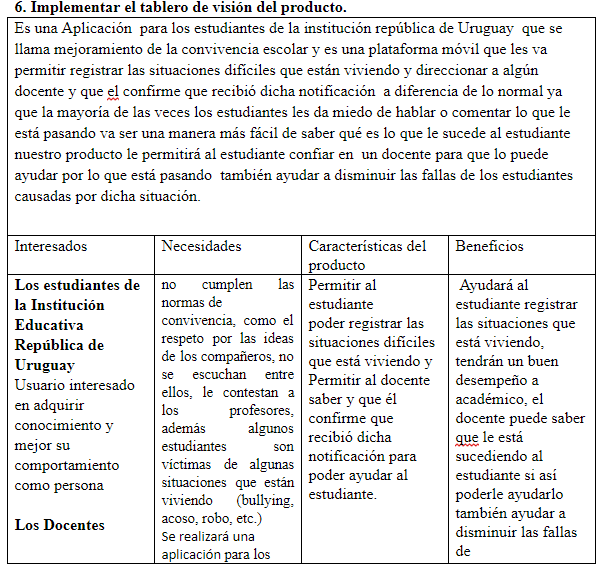 6. Implementar el tablero de visión del producto.
Es una Aplicación para los estudiantes de la institución república de Uruguay que se
llama mejoramiento de la convivencia escolar y es una plataforma móvil que les va
permitir registrar las situaciones difíciles que están viviendo y direccionar a algún
docente y que el confirme que recibió dicha notificación a diferencia de lo normal ya
que la mayoría de las veces los estudiantes les da miedo de hablar o comentar lo que le
está pasando va ser una manera más fácil de saber qué es lo que le sucede al estudiante
nuestro producto le permitirá al estudiante confiar en un docente para que lo puede
ayudar por lo que está pasando también ayudar a disminuir las fallas de los estudiantes
causadas por dicha situación.
Interesados
Necesidades
Características del
producto
Beneficios
Los estudiantes de
la Institución
Educativa
República de
Uruguay
Usuario interesado
en adquirir
conocimiento y
mejor su
comportamiento
como persona
Los Docentes
no cumplen las
normas de
convivencia, como el
respeto por las ideas
de los compañeros, no
se escuchan entre
ellos, le contestan a
los profesores,
además algunos
estudiantes son
víctimas de algunas
situaciones que están
viviendo (bullying,
acoso, robo, etc.)
Se realizará una
aplicación para los
Permitir al
estudiante
poder registrar las
situaciones difíciles
que está viviendo y
Permitir al docente
saber y que él
confirme que
recibió dicha
notificación para
poder ayudar al
estudiante.
Ayudará al
estudiante registrar
las situaciones que
está viviendo,
tendrán un buen
desempeño a
académico, el
docente puede saber
que le está
sucediendo al
estudiante si así
poderle ayudarlo
también ayudar a
disminuir las fallas
de